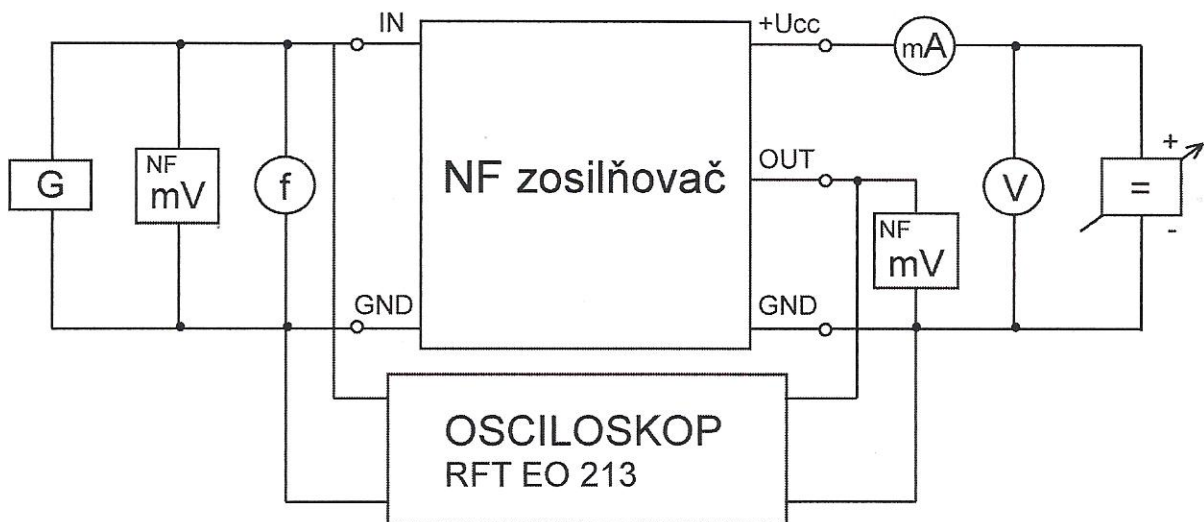 IN
+Ucc
mA
G
NF
mV
f
NF zosilňovač
OUT
V
+
=
-
NF
mV
GND
GND
OSCILOSKOP
RFT EO 213